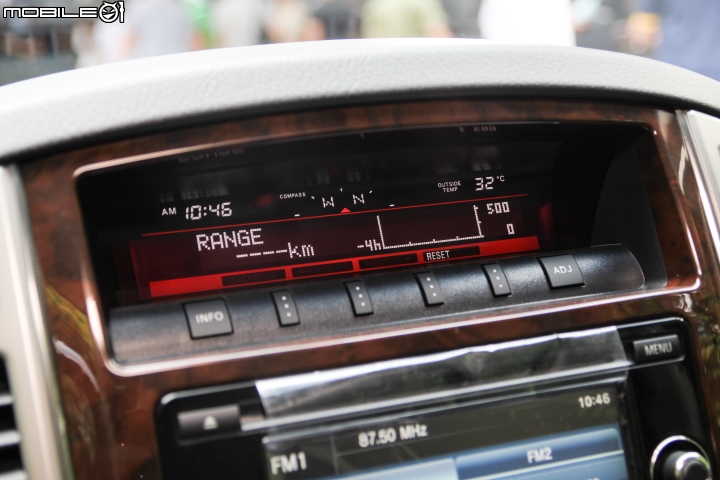 MOBILE01
COMPASS
W N
OUTSIDE TEMP 32°C
AM 10:46
RANGE
----km
-4h
500
0
RESET
INFO
ADJ
MENU
10:46
87.50 MHz
FM1
FM2